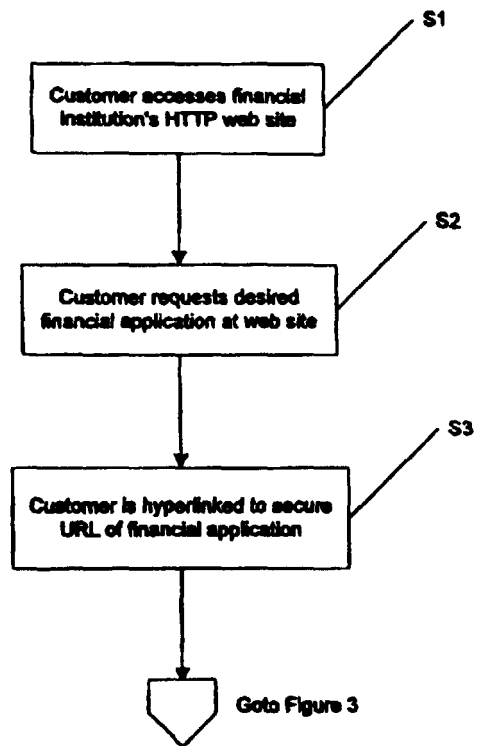 S1
Customer accesses financial
institution's HTTP web site
S2
Customer requests desired
financial application at web site
S3
Customer is hyperlinked to secure
URL of financial application
Goto Figure 3